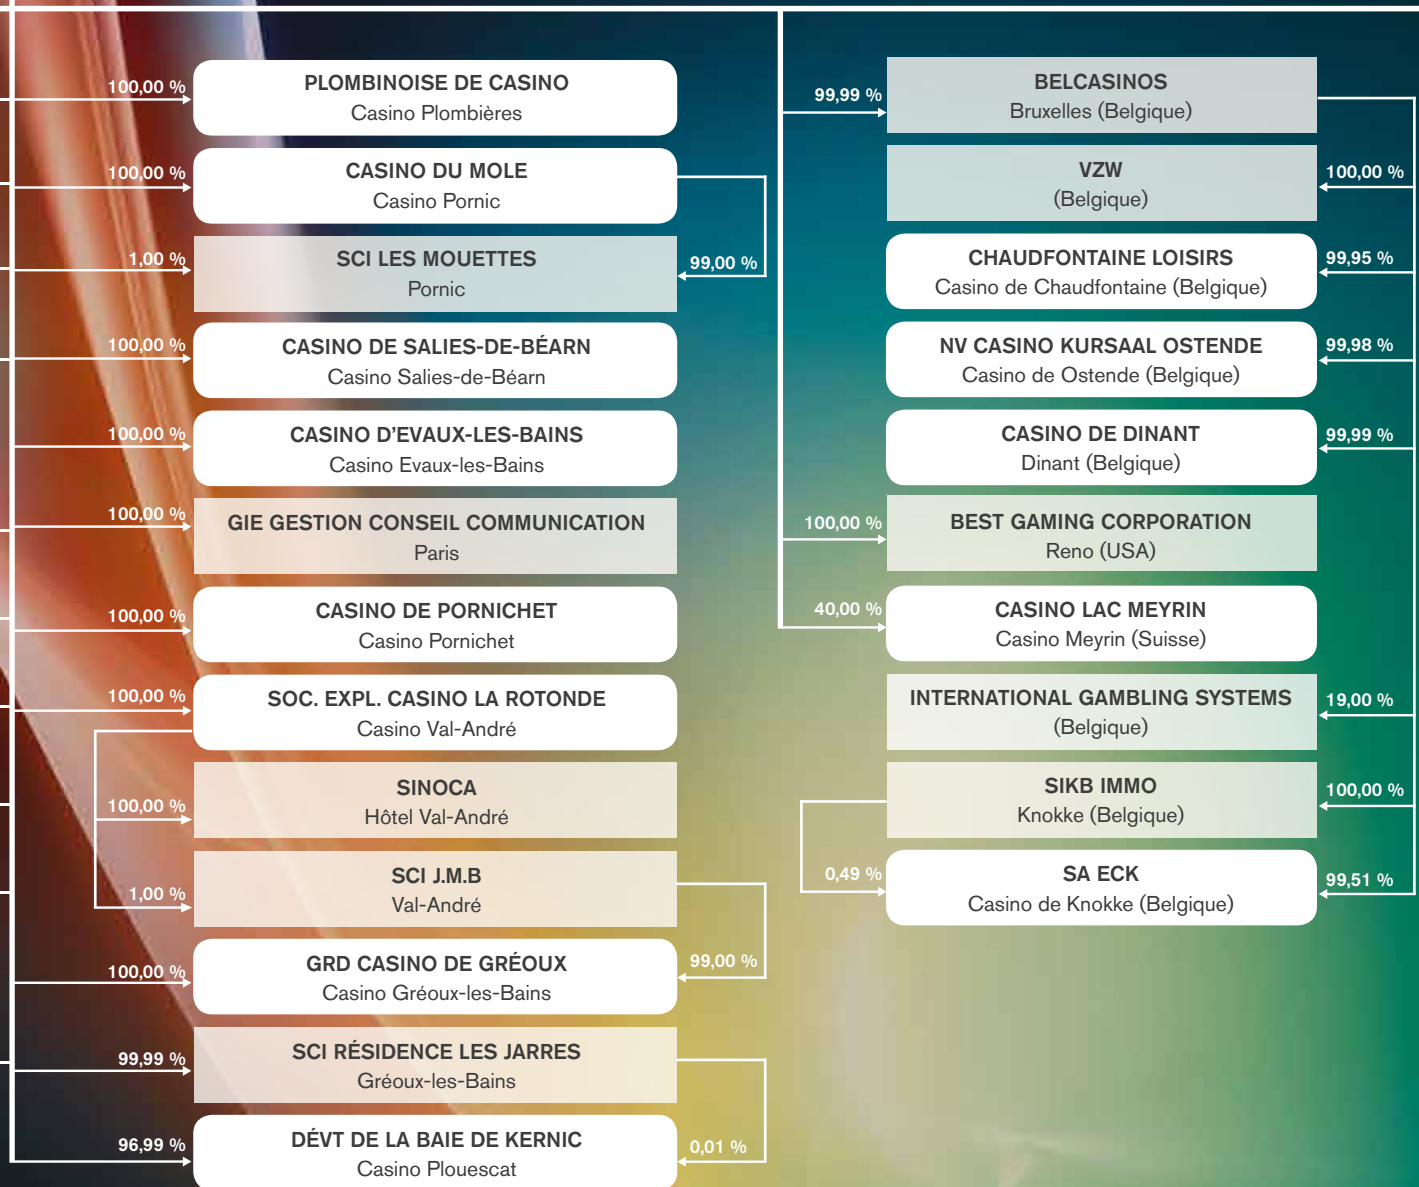 100,00 %
PLOMBINOISE DE CASINO
Casino Plombières
100,00 %
CASINO DU MOLE
Casino Pornic
1,00 %
SCI LES MOUETTES
Pornic
99,00 %
100,00 %
CASINO DE SALIES-DE-BÉARN
Casino Salies-de-Béarn
100,00 %
CASINO D'EVAUX-LES-BAINS
Casino Evaux-les-Bains
100,00 %
GIE GESTION CONSEIL COMMUNICATION
Paris
100,00 %
CASINO DE PORNICHET
Casino Pornichet
100,00 %
SOC. EXPL. CASINO LA ROTONDE
Casino Val-André
100,00 %
SINOCA
Hôtel Val-André
1,00 %
SCI J.M.B
Val-André
100,00 %
GRD CASINO DE GRÉOUX
Casino Gréoux-les-Bains
99,00 %
99,99 %
SCI RÉSIDENCE LES JARRES
Gréoux-les-Bains
96,99 %
DÉVT DE LA BAIE DE KERNIC
Casino Plouescat
0,01 %
99,99 %
BELCASINOS
Bruxelles (Belgique)
VZW
(Belgique)
100,00 %
CHAUDFONTAINE LOISIRS
Casino de Chaudfontaine (Belgique)
99,95 %
NV CASINO KURSAAL OSTENDE
Casino de Ostende (Belgique)
99,98 %
CASINO DE DINANT
Dinant (Belgique)
99,99 %
100,00 %
BEST GAMING CORPORATION
Reno (USA)
40,00 %
CASINO LAC MEYRIN
Casino Meyrin (Suisse)
INTERNATIONAL GAMBLING SYSTEMS
(Belgique)
19,00 %
SIKB IMMO
Knokke (Belgique)
100,00 %
0,49 %
SA ECK
Casino de Knokke (Belgique)
99,51 %